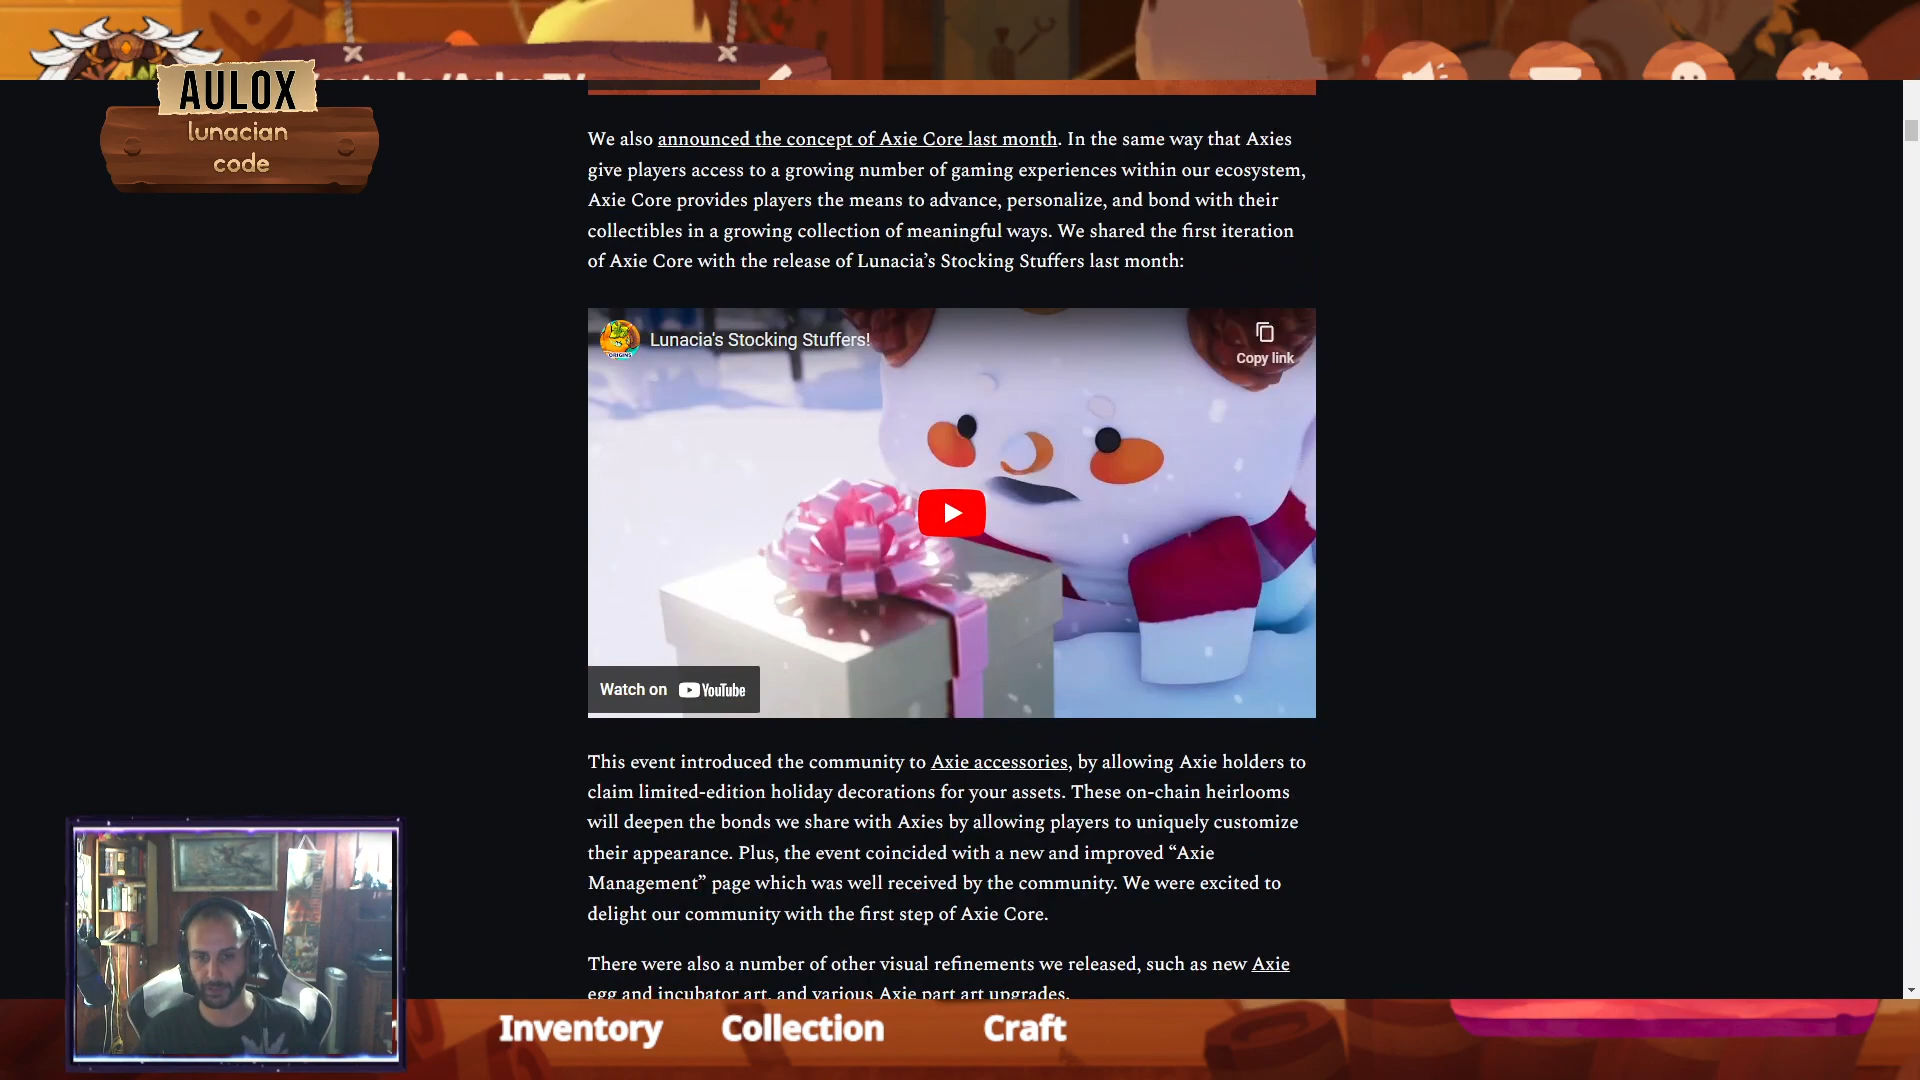 youtube/AuloxTV
AULOX
lunacian
code
We also announced the concept of Axie Core last month. In the same way that Axies
give players access to a growing number of gaming experiences within our ecosystem,
Axie Core provides players the means to advance, personalize, and bond with their
collectibles in a growing collection of meaningful ways. We shared the first iteration
of Axie Core with the release of Lunacia’s Stocking Stuffers last month:
ORIGINS
Lunacia's Stocking Stuffers!
Copy link
Watch on YouTube
This event introduced the community to Axie accessories, by allowing Axie holders to
claim limited-edition holiday decorations for your assets. These on-chain heirlooms
will deepen the bonds we share with Axies by allowing players to uniquely customize
their appearance. Plus, the event coincided with a new and improved “Axie
Management” page which was well received by the community. We were excited to
delight our community with the first step of Axie Core.
There were also a number of other visual refinements we released, such as new Axie
egg and incubator art, and various Axie part art upgrades.
Inventory Collection Craft